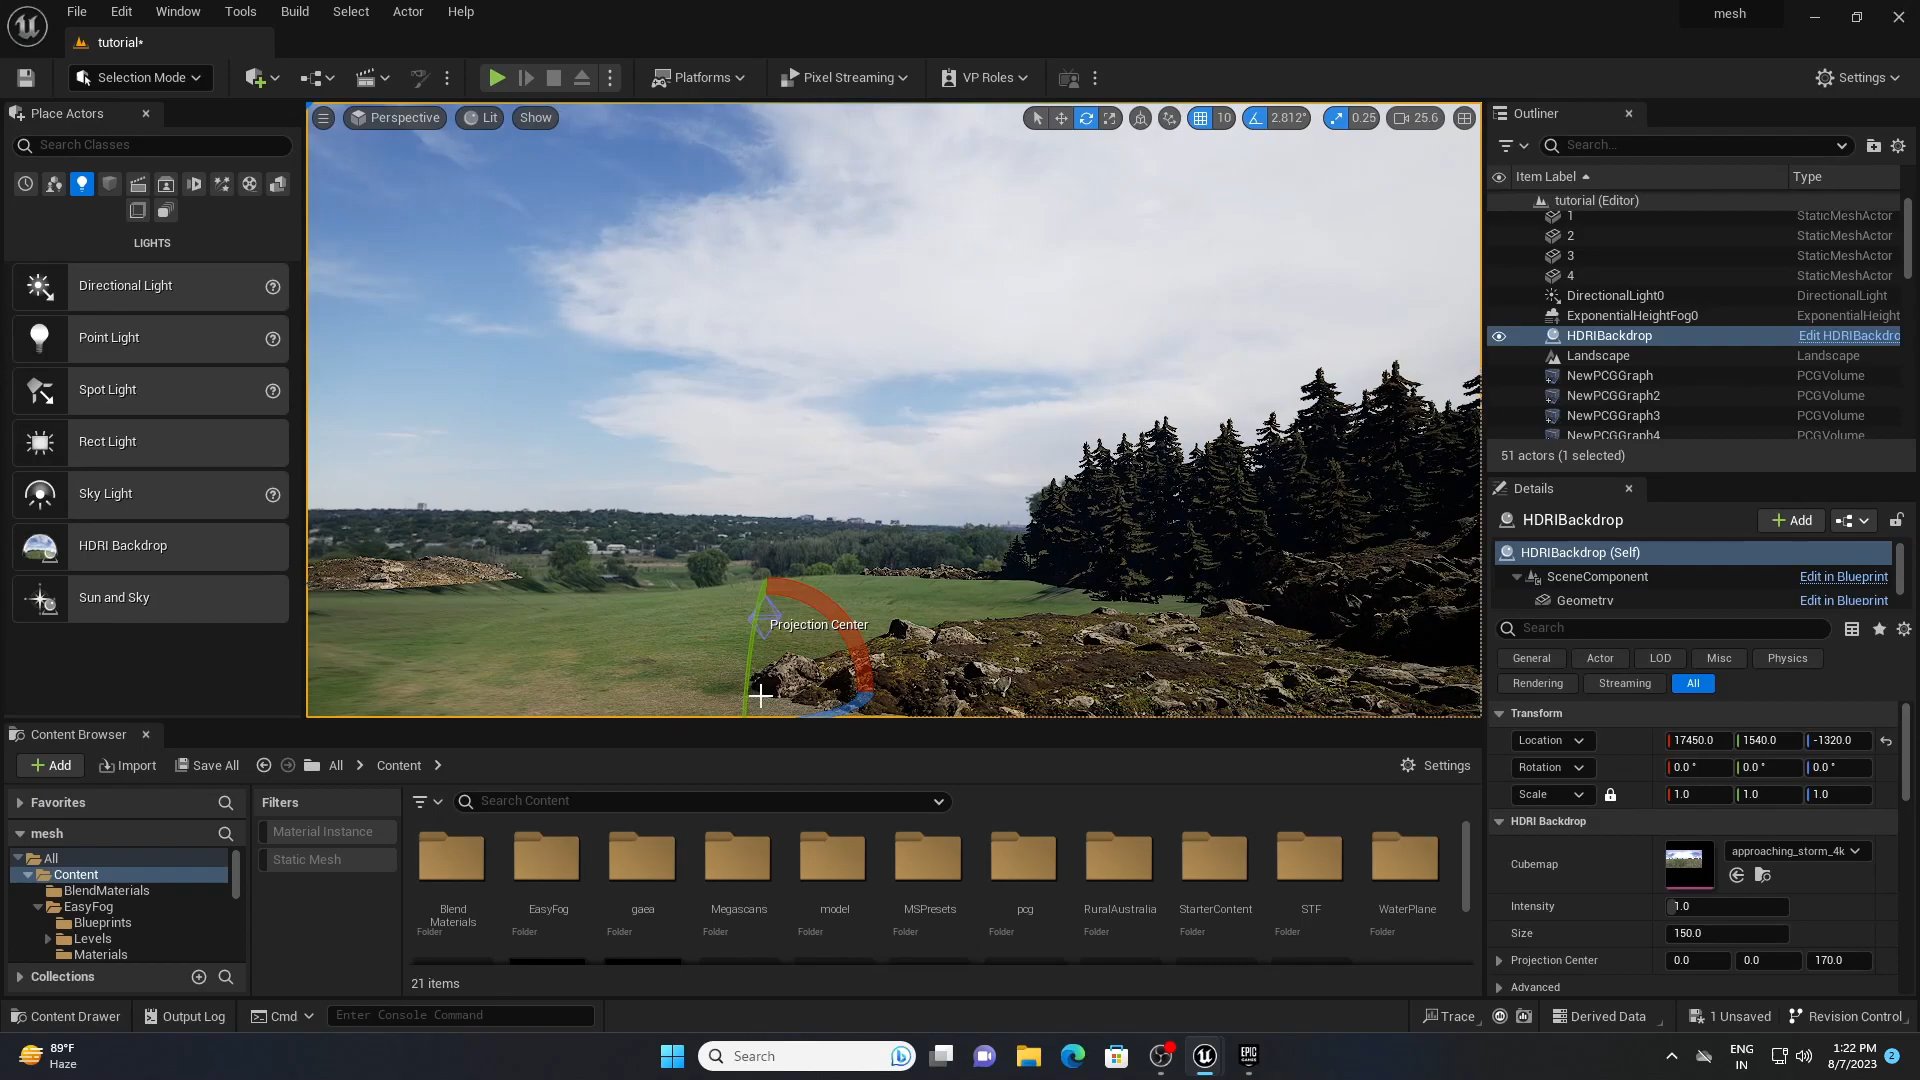 File Edit Window Tools Build Select Actor Help
mesh
tutorial*
Selection Mode
Platforms
Pixel Streaming
VP Roles
Settings
Place Actors
Search Classes
LIGHTS
Directional Light
Point Light
Spot Light
Rect Light
Sky Light
HDRI Backdrop
Sun and Sky
Perspective Lit Show
10 2.812° 0.25 25.6
Projection Center
Outliner
Search...
Item Label Type
tutorial (Editor)
1 StaticMeshActor
2 StaticMeshActor
3 StaticMeshActor
4 StaticMeshActor
DirectionalLight0 DirectionalLight
ExponentialHeightFog0 ExponentialHeight
HDRIBackdrop Edit HDRIBackdro
Landscape Landscape
NewPCGGraph PCGVolume
NewPCGGraph2 PCGVolume
NewPCGGraph3 PCGVolume
NewPCGGraph4 PCGVolume
51 actors (1 selected)
Details
HDRIBackdrop Add
HDRIBackdrop (Self)
SceneComponent Edit in Blueprint
Geometry Edit in Blueprint
Search
General Actor LOD Misc Physics
Rendering Streaming All
Transform
Location 17450.0 1540.0 -1320.0
Rotation 0.0 ° 0.0 ° 0.0 °
Scale 1.0 1.0 1.0
HDRI Backdrop
Cubemap approaching_storm_4k
Intensity 1.0
Size 150.0
Projection Center 0.0 0.0 170.0
Advanced
Content Browser
Add Import Save All All Content Settings
Favorites
mesh
All
Content
BlendMaterials
EasyFog
Blueprints
Levels
Materials
Collections
Filters
Material Instance
Static Mesh
Search Content
Blend Materials
Folder
EasyFog
Folder
gaea
Folder
Megascans
Folder
model
Folder
MSPresets
Folder
pcg
Folder
RuralAustralia
Folder
StarterContent
Folder
STF
Folder
WaterPlane
Folder
21 items
Content Drawer Output Log Cmd Enter Console Command
Trace Derived Data 1 Unsaved Revision Control
89°F
Haze
Search
EPIC
GAMES
ENG
IN
1:22 PM
8/7/2023
2